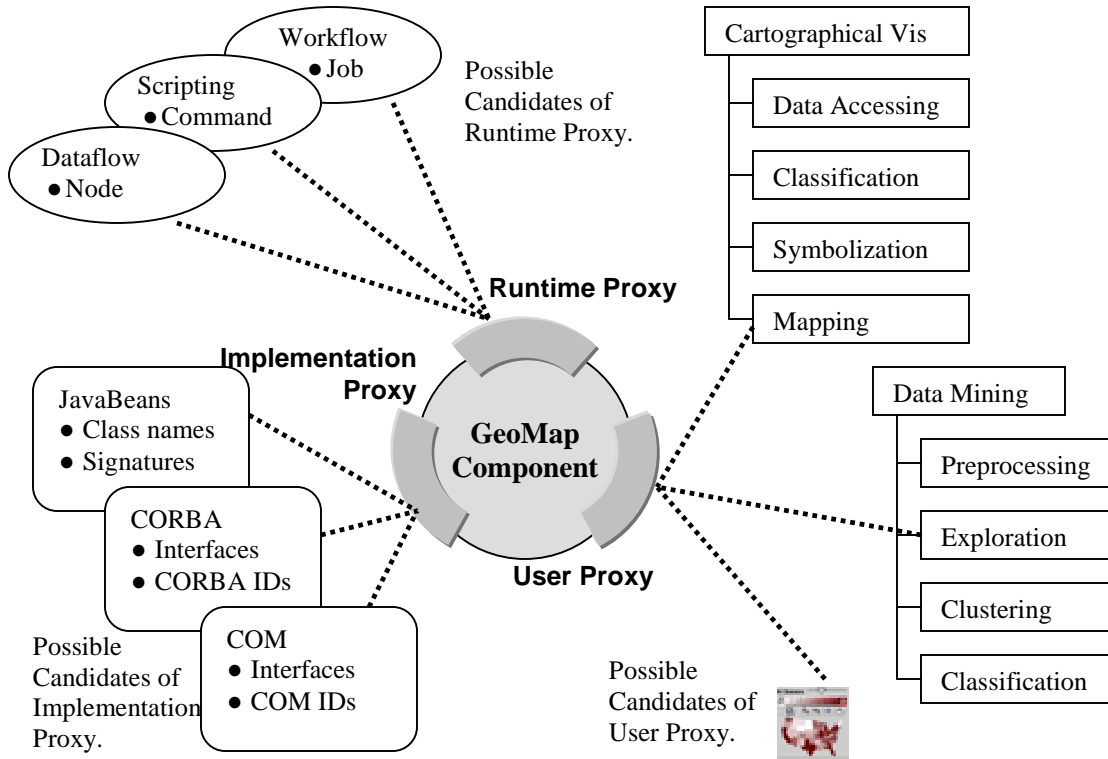 Workflow
● Job
Scripting
● Command
Dataflow
● Node
Possible
Candidates of
Runtime Proxy.
Cartographical Vis
Data Accessing
Classification
Symbolization
Mapping
Runtime Proxy
Implementation
Proxy
GeoMap
Component
User Proxy
JavaBeans
● Class names
● Signatures
CORBA
● Interfaces
● CORBA IDs
COM
● Interfaces
● COM IDs
Possible
Candidates of
Implementation
Proxy.
Data Mining
Preprocessing
Exploration
Clustering
Classification
Possible
Candidates of
User Proxy.